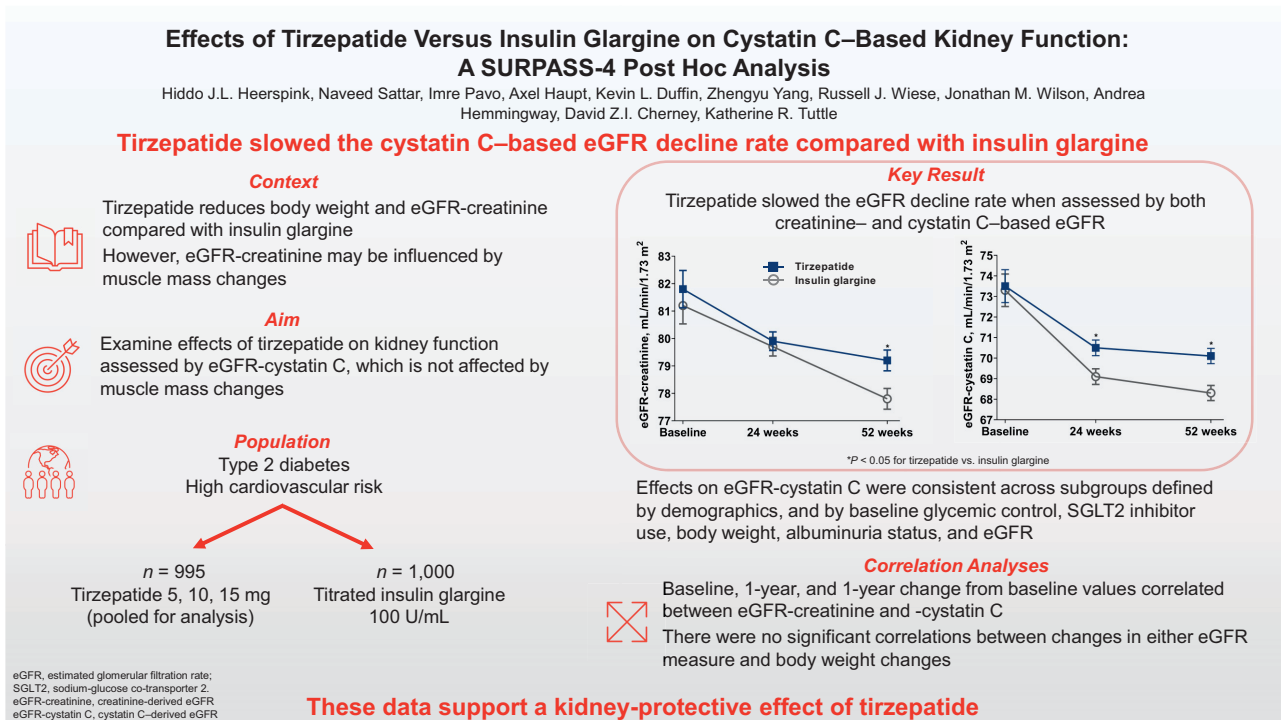 Effects of Tirzepatide Versus Insulin Glargine on Cystatin C–Based Kidney Function:
A SURPASS-4 Post Hoc Analysis
Hiddo J.L. Heerspink, Naveed Sattar, Imre Pavo, Axel Haupt, Kevin L. Duffin, Zhengyu Yang, Russell J. Wiese, Jonathan M. Wilson, Andrea
Hemmingway, David Z.I. Cherney, Katherine R. Tuttle
Tirzepatide slowed the cystatin C–based eGFR decline rate compared with insulin glargine
Context
Tirzepatide reduces body weight and eGFR-creatinine
compared with insulin glargine
However, eGFR-creatinine may be influenced by
muscle mass changes
Aim
Examine effects of tirzepatide on kidney function
assessed by eGFR-cystatin C, which is not affected by
muscle mass changes
Population
Type 2 diabetes
High cardiovascular risk
n = 995
Tirzepatide 5, 10, 15 mg
(pooled for analysis)
n = 1,000
Titrated insulin glargine
100 U/mL
eGFR, estimated glomerular filtration rate;
SGLT2, sodium-glucose co-transporter 2.
eGFR-creatinine, creatinine-derived eGFR
eGFR-cystatin C, cystatin C–derived eGFR
Key Result
Tirzepatide slowed the eGFR decline rate when assessed by both
creatinine– and cystatin C–based eGFR
eGFR-creatinine, mL/min/1.73 m²
83
82
81
80
79
78
77
Tirzepatide
Insulin glargine
*
Baseline
24 weeks
52 weeks
eGFR-cystatin C, mL/min/1.73 m²
75
74
73
72
71
70
69
68
67
*
*
Baseline
24 weeks
52 weeks
*P < 0.05 for tirzepatide vs. insulin glargine
Effects on eGFR-cystatin C were consistent across subgroups defined
by demographics, and by baseline glycemic control, SGLT2 inhibitor
use, body weight, albuminuria status, and eGFR
Correlation Analyses
Baseline, 1-year, and 1-year change from baseline values correlated
between eGFR-creatinine and -cystatin C
There were no significant correlations between changes in either eGFR
measure and body weight changes
These data support a kidney-protective effect of tirzepatide